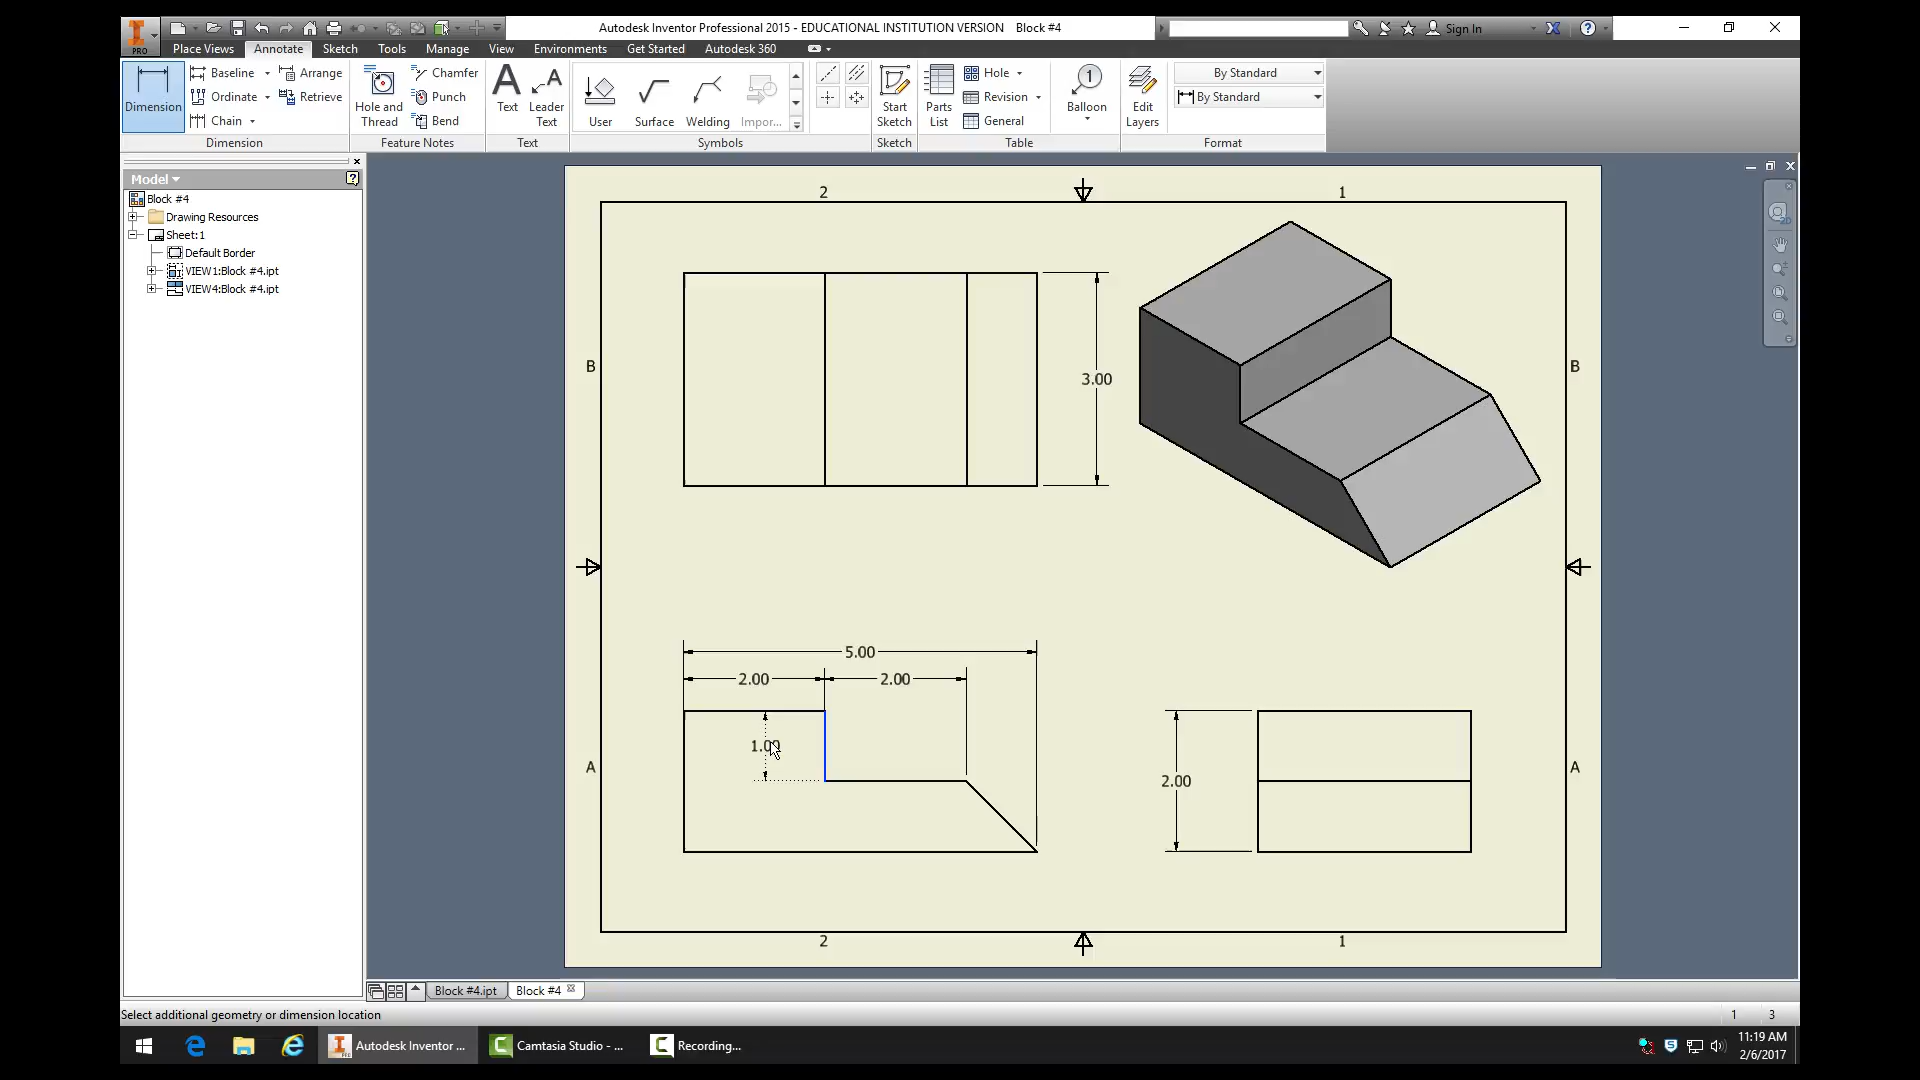 Autodesk Inventor Professional 2015 - EDUCATIONAL INSTITUTION VERSION Block #4
Sign In
PRO
Place Views Annotate Sketch Tools Manage View Environments Get Started Autodesk 360
Dimension
Baseline
Ordinate
Chain
Arrange
Retrieve
Dimension
Hole and Thread
Chamfer
Punch
Bend
Feature Notes
Text
Leader Text
Text
User
Surface
Welding
Impor...
Symbols
Start Sketch
Sketch
Parts List
Hole
Revision
General
Table
1
Balloon
Edit Layers
By Standard
By Standard
Format
Model
Block #4
Drawing Resources
Sheet:1
Default Border
VIEW1:Block #4.ipt
VIEW4:Block #4.ipt
2 1
B B
3.00
5.00
2.00 2.00
1.00
A A
2.00
2 1
Block #4.ipt Block #4
Select additional geometry or dimension location
1 3
Autodesk Inventor ...
Camtasia Studio - ...
Recording...
11:19 AM
2/6/2017